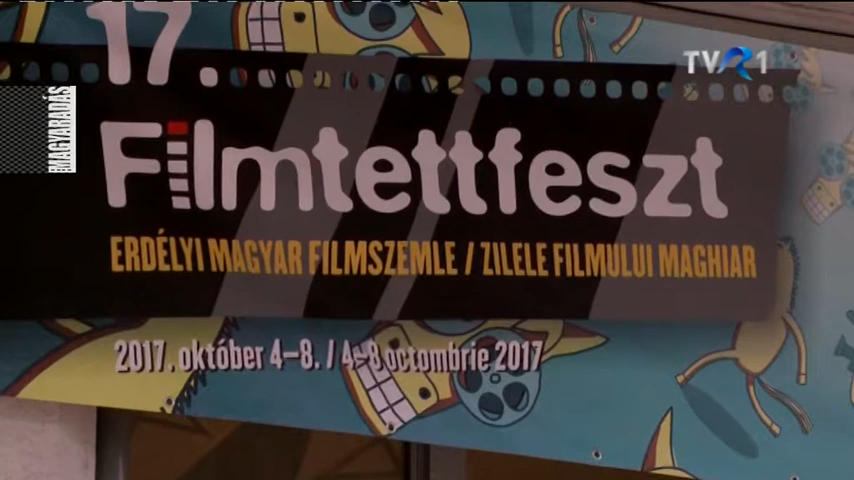 17.
TVR1
MAGYARADÁS
Filmtettfeszt
ERDÉLYI MAGYAR FILMSZEMLE / ZILELE FILMULUI MAGHIAR
2017. október 4–8. / 4–8 octombrie 2017